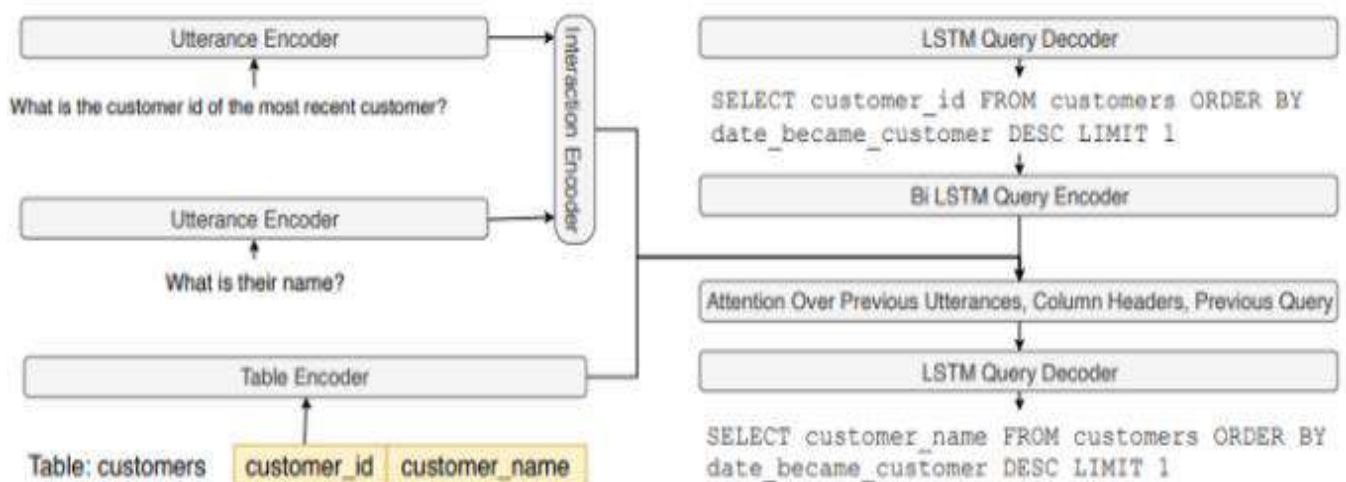 Utterance Encoder
What is the customer id of the most recent customer?
Utterance Encoder
What is their name?
Interaction Encoder
Table Encoder
Table: customers customer_id customer_name
LSTM Query Decoder
SELECT customer_id FROM customers ORDER BY
date_became_customer DESC LIMIT 1
Bi LSTM Query Encoder
Attention Over Previous Utterances, Column Headers, Previous Query
LSTM Query Decoder
SELECT customer_name FROM customers ORDER BY
date_became_customer DESC LIMIT 1